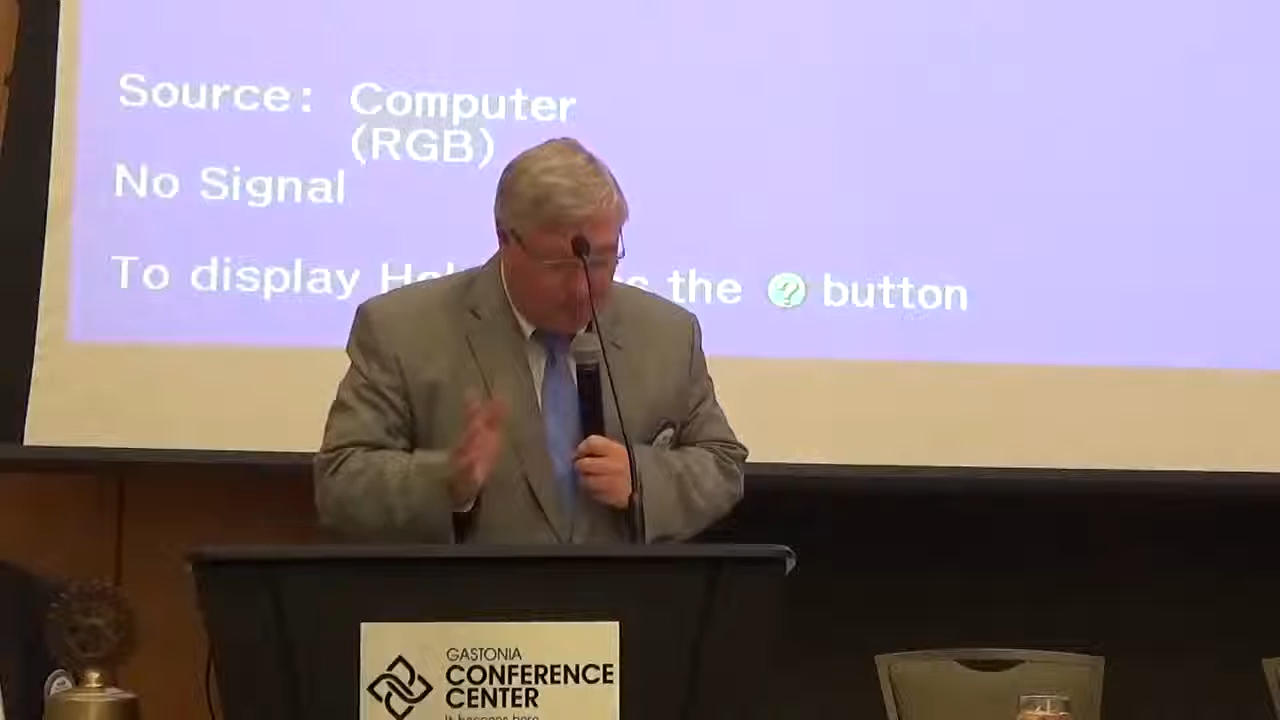 Source: Computer
(RGB)
No Signal
To display the ? button
GASTONIA
CONFERENCE
CENTER